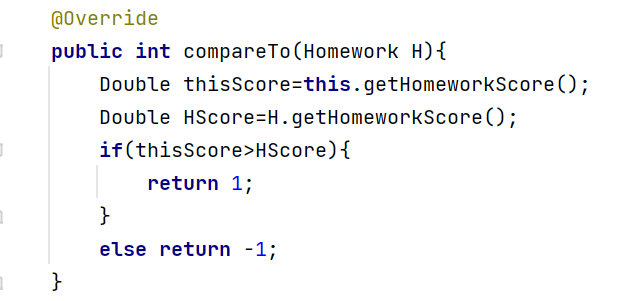 @Override
public int compareTo(Homework H){
    Double thisScore=this.getHomeworkScore();
    Double HScore=H.getHomeworkScore();
    if(thisScore>HScore){
        return 1;
    }
    else return -1;
}